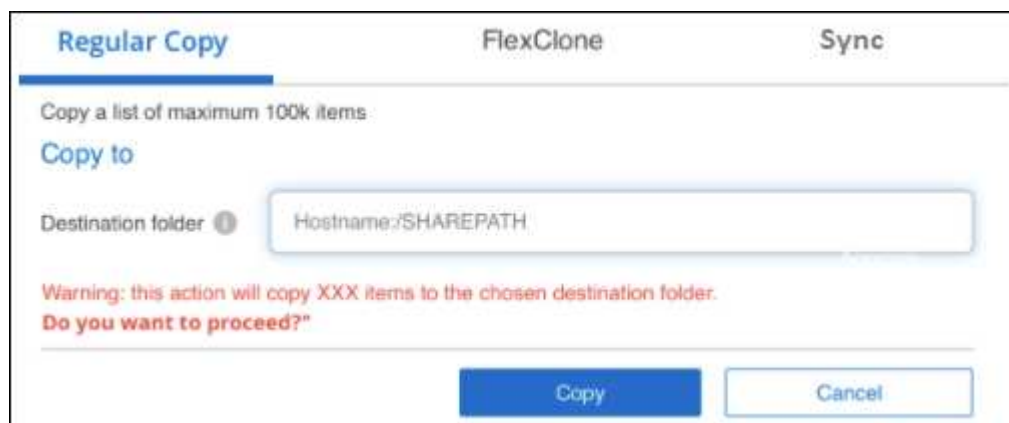 Regular Copy FlexClone Sync
Copy a list of maximum 100k items
Copy to
Destination folder Hostname:/SHAREPATH
Warning: this action will copy XXX items to the chosen destination folder.
Do you want to proceed?"
Copy Cancel